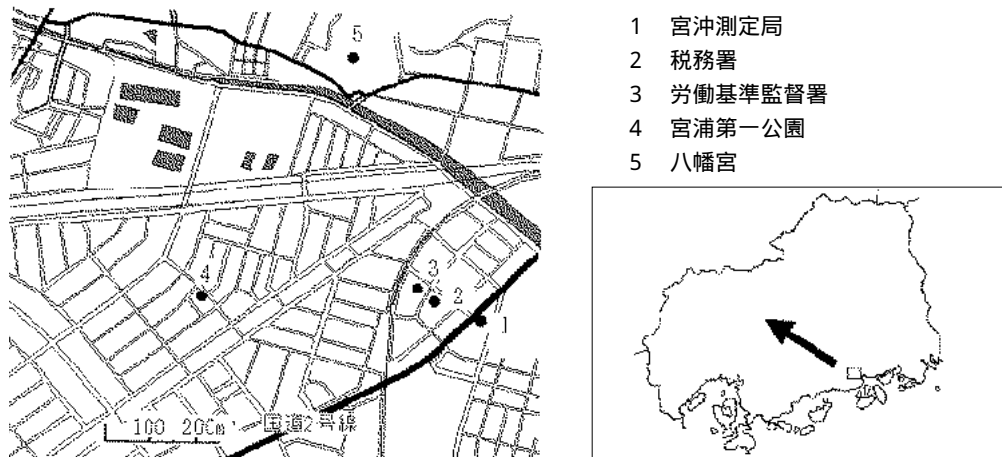 1 宮沖測定局
2 税務署
3 労働基準監督署
4 宮浦第一公園
5 八幡宮
5
3
4
2
1
100 200m
国道2号線